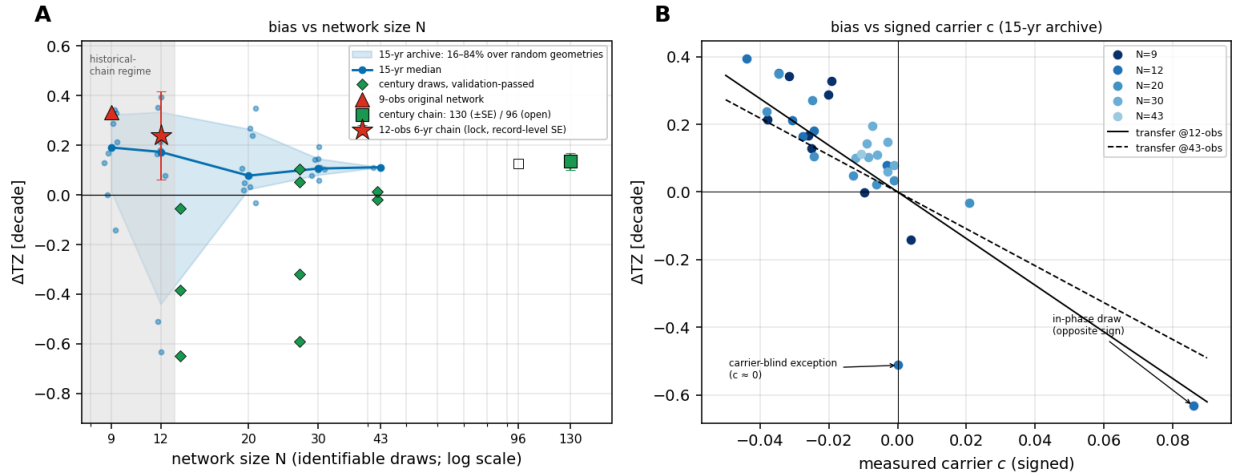 A
bias vs network size N
historical-
chain regime
15-yr archive: 16–84% over random geometries
15-yr median
century draws, validation-passed
9-obs original network
century chain: 130 (±SE) / 96 (open)
12-obs 6-yr chain (lock, record-level SE)
ΔTZ [decade]
0.6
0.4
0.2
0.0
−0.2
−0.4
−0.6
−0.8
9
12
20
30
43
96
130
network size N (identifiable draws; log scale)
B
bias vs signed carrier c (15-yr archive)
N=9
N=12
N=20
N=30
N=43
transfer @12-obs
transfer @43-obs
in-phase draw
(opposite sign)
carrier-blind exception
(c ≈ 0)
ΔTZ [decade]
0.4
0.2
0.0
−0.2
−0.4
−0.6
−0.04
−0.02
0.00
0.02
0.04
0.06
0.08
measured carrier c (signed)